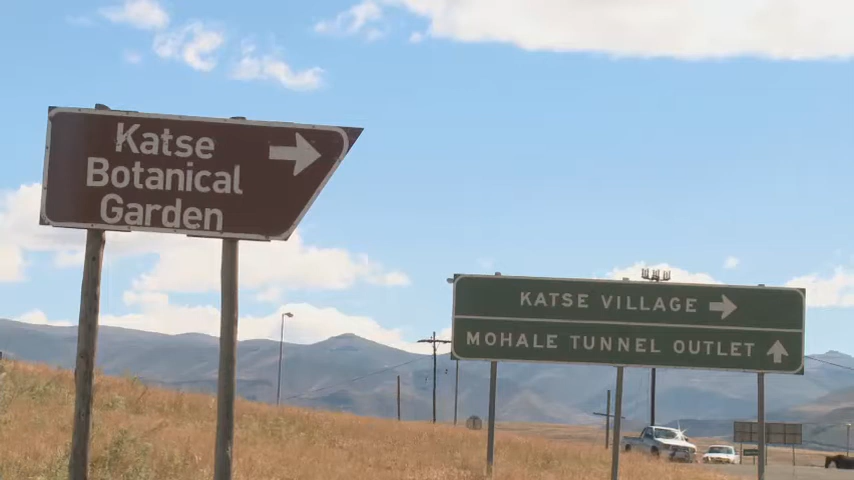 Katse
Botanical
Garden
KATSE VILLAGE
MOHALE TUNNEL OUTLET